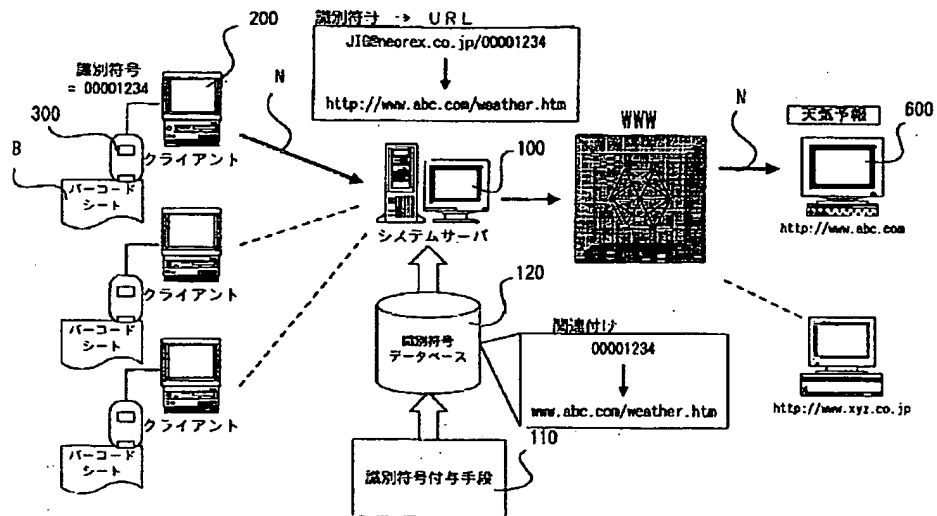 200
識別符号 → URL
JIG@neorex.co.jp/00001234
http://www.abc.com/weather.htm
識別符号
= 00001234
N
300
B
クライアント
バーコード
シート
100
システムサーバ
WWW
N
天気予報
600
http://www.abc.com
クライアント
バーコード
シート
120
識別符号
データベース
関連付け
00001234
www.abc.com/weather.htm
http://www.xyz.co.jp
クライアント
バーコード
シート
110
識別符号付与手段